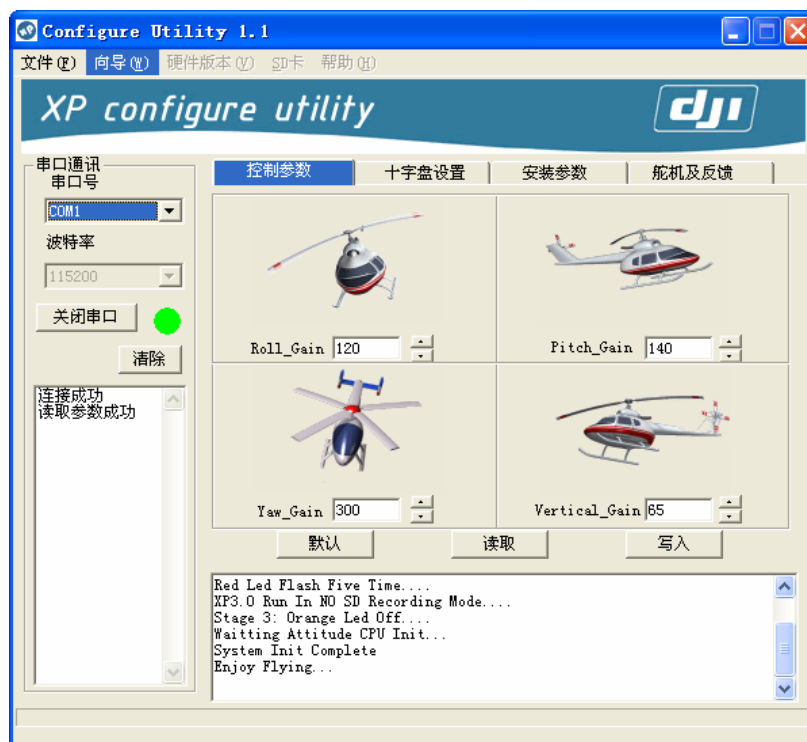 Configure Utility 1.1
文件(F) 向导(W) 硬件版本(V) SD卡 帮助(H)
XP configure utility
dji
串口通讯
串口号
COM1
波特率
115200
关闭串口
清除
连接成功
读取参数成功
控制参数 十字盘设置 安装参数 舵机及反馈
Roll_Gain 120
Pitch_Gain 140
Yaw_Gain 300
Vertical_Gain 65
默认 读取 写入
Red Led Flash Five Time....
XP3.0 Run In NO SD Recording Mode....
Stage 3: Orange Led Off....
Waitting Attitude CPU Init...
System Init Complete
Enjoy Flying...